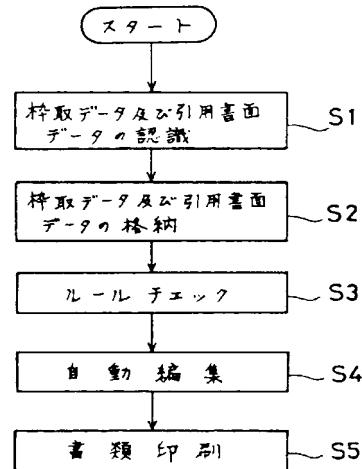 スタート
枠取データ及び引用書面
データの認識
S1
枠取データ及び引用書面
データの格納
S2
ルールチェック
S3
自動編集
S4
書類印刷
S5